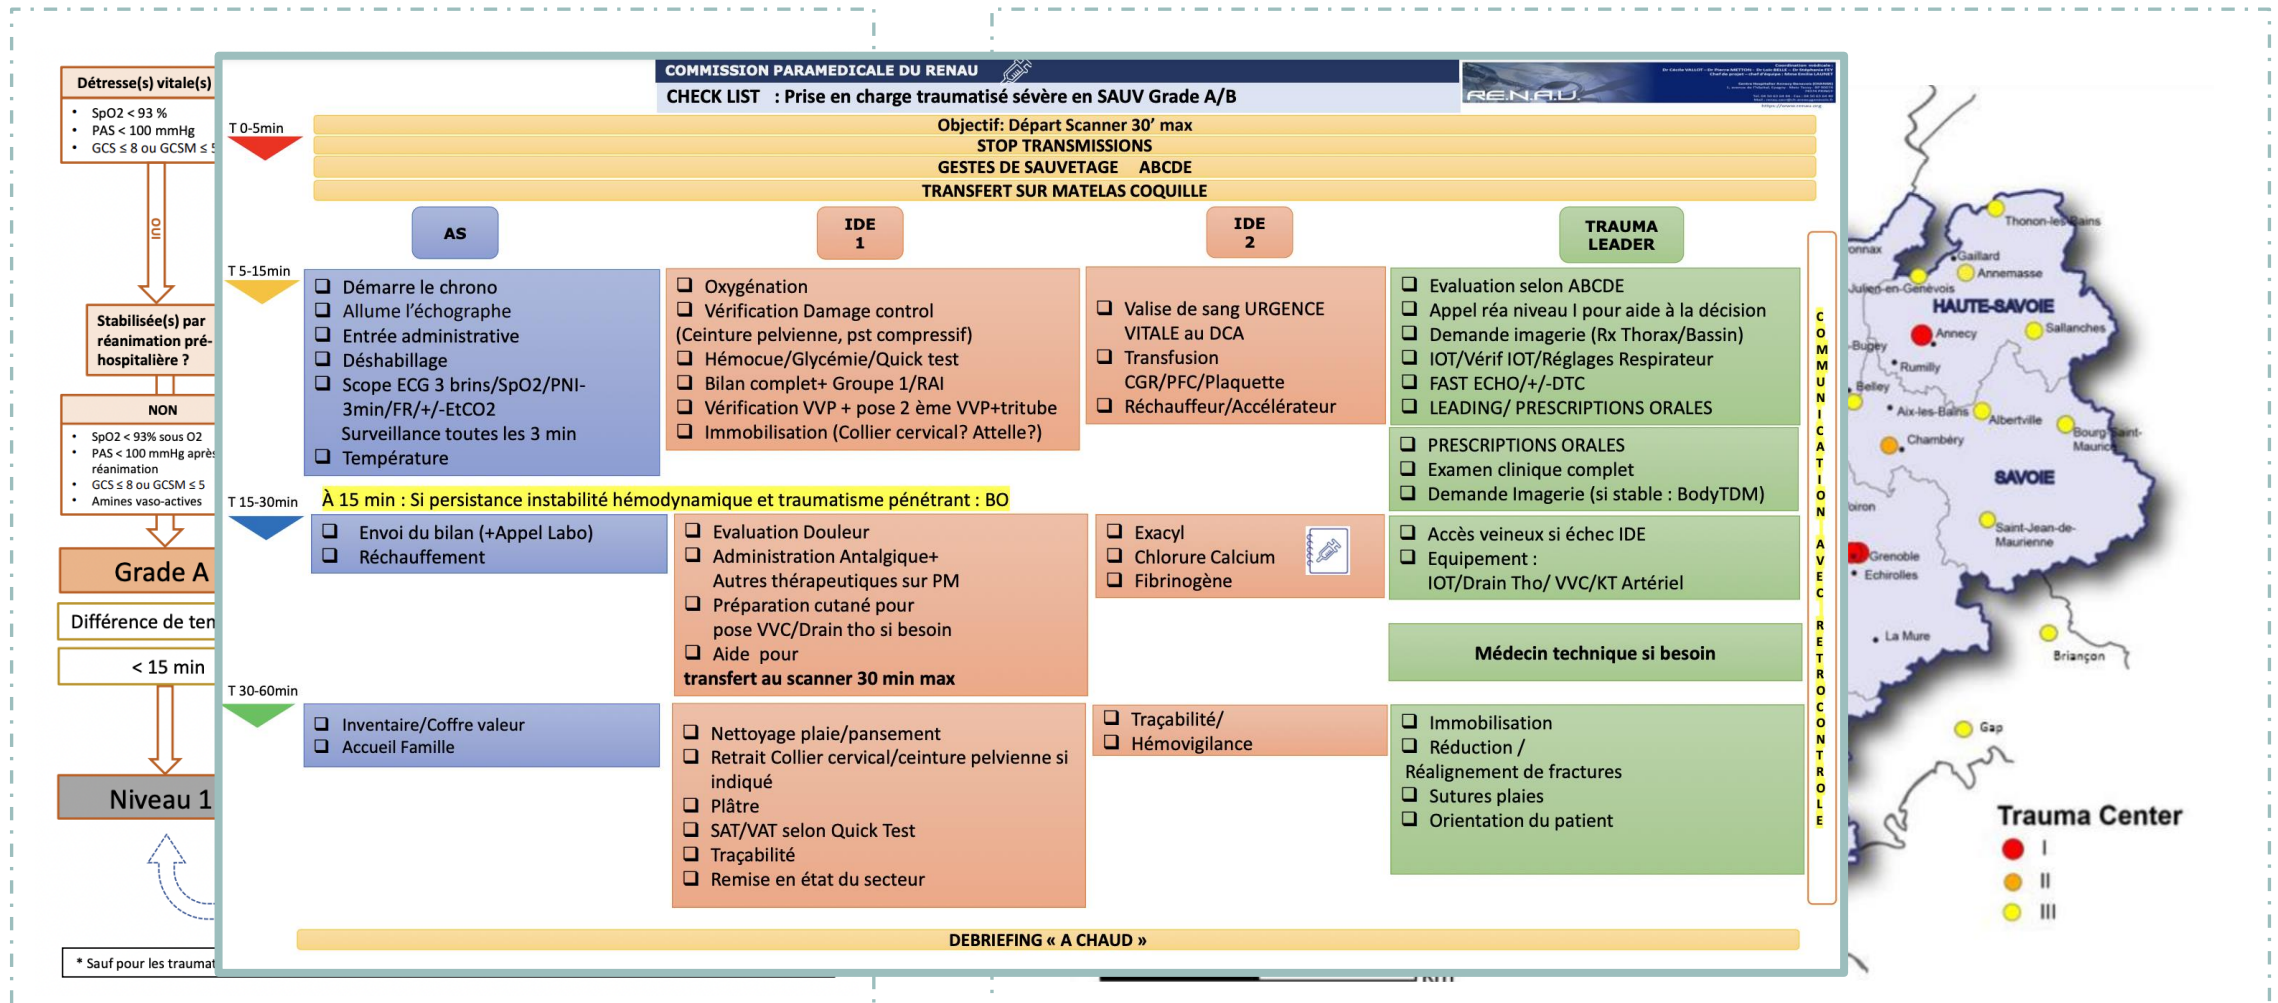 Détresse(s) vitale(s)
• SpO2 < 93 %
• PAS < 100 mmHg
• GCS ≤ 8 ou GCSM ≤ 5
OUI
Stabilisée(s) par
réanimation pré-
hospitalière ?
NON
• SpO2 < 93% sous O2
• PAS < 100 mmHg après
réanimation
• GCS ≤ 8 ou GCSM ≤ 5
• Amines vaso-actives
Grade A
Différence de
< 15 min
Niveau 1
* Sauf pour les
COMMISSION PARAMEDICALE DU RENAU
CHECK LIST : Prise en charge traumatisé sévère en SAUV Grade A/B
RE.N.A.U.
T 0-5min
Objectif: Départ Scanner 30’ max
STOP TRANSMISSIONS
GESTES DE SAUVETAGE ABCDE
TRANSFERT SUR MATELAS COQUILLE
AS
IDE
1
IDE
2
TRAUMA
LEADER
T 5-15min
❑ Démarre le chrono
❑ Allume l’échographe
❑ Entrée administrative
❑ Déshabillage
❑ Scope ECG 3 brins/SpO2/PNI-
3min/FR/+/-EtCO2
Surveillance toutes les 3 min
❑ Température
❑ Oxygénation
❑ Vérification Damage control
(Ceinture pelvienne, pst compressif)
❑ Hémocue/Glycémie/Quick test
❑ Bilan complet+ Groupe 1/RAI
❑ Vérification VVP + pose 2 ème VVP+tritube
❑ Immobilisation (Collier cervical? Attelle?)
❑ Valise de sang URGENCE
VITALE au DCA
❑ Transfusion
CGR/PFC/Plaquette
❑ Réchauffeur/Accélérateur
❑ Evaluation selon ABCDE
❑ Appel réa niveau I pour aide à la décision
❑ Demande imagerie (Rx Thorax/Bassin)
❑ IOT/Vérif IOT/Réglages Respirateur
❑ FAST ECHO/+/-DTC
❑ LEADING/ PRESCRIPTIONS ORALES
❑ PRESCRIPTIONS ORALES
❑ Examen clinique complet
❑ Demande Imagerie (si stable : BodyTDM)
T 15-30min
À 15 min : Si persistance instabilité hémodynamique et traumatisme pénétrant : BO
❑ Envoi du bilan (+Appel Labo)
❑ Réchauffement
❑ Evaluation Douleur
❑ Administration Antalgique+
Autres thérapeutiques sur PM
❑ Préparation cutané pour
pose VVC/Drain tho si besoin
❑ Aide pour
transfert au scanner 30 min max
❑ Exacyl
❑ Chlorure Calcium
❑ Fibrinogène
❑ Accès veineux si échec IDE
❑ Equipement :
IOT/Drain Tho/ VVC/KT Artériel
Médecin technique si besoin
T 30-60min
❑ Inventaire/Coffre valeur
❑ Accueil Famille
❑ Nettoyage plaie/pansement
❑ Retrait Collier cervical/ceinture pelvienne si
indiqué
❑ Plâtre
❑ SAT/VAT selon Quick Test
❑ Traçabilité
❑ Remise en état du secteur
❑ Traçabilité/
❑ Hémovigilance
❑ Immobilisation
❑ Réduction /
Réalignement de fractures
❑ Sutures plaies
❑ Orientation du patient
COMMUNICATION AVEC RETROCONTROLE
DEBRIEFING « A CHAUD »
Thonon-les-Bains
Gaillard
Annemasse
Julien-en-Genévois
HAUTE-SAVOIE
Sallanches
Annecy
-Bugey
Rumilly
Belley
Aix-les-Bains
Albertville
Bourg-Saint-
Maurice
Chambéry
SAVOIE
Saint-Jean-de-
Maurienne
Grenoble
Echirolles
La Mure
Briançon
Gap
Trauma Center
I
II
III